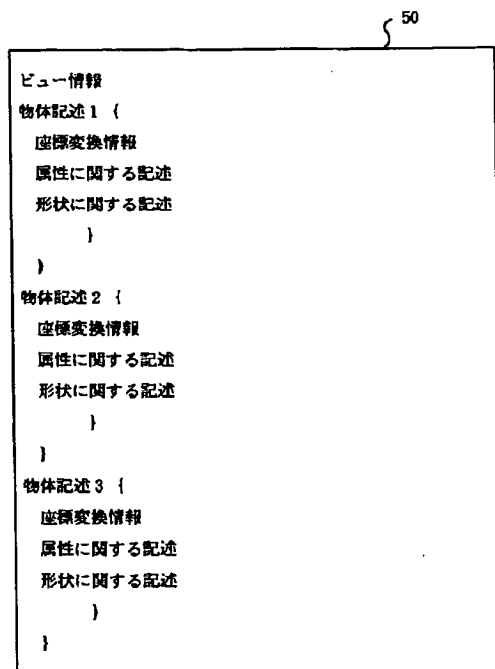 50
ビュー情報
物体記述1 {
座標変換情報
属性に関する記述
形状に関する記述
}
}
物体記述2 {
座標変換情報
属性に関する記述
形状に関する記述
}
}
物体記述3 {
座標変換情報
属性に関する記述
形状に関する記述
}
}